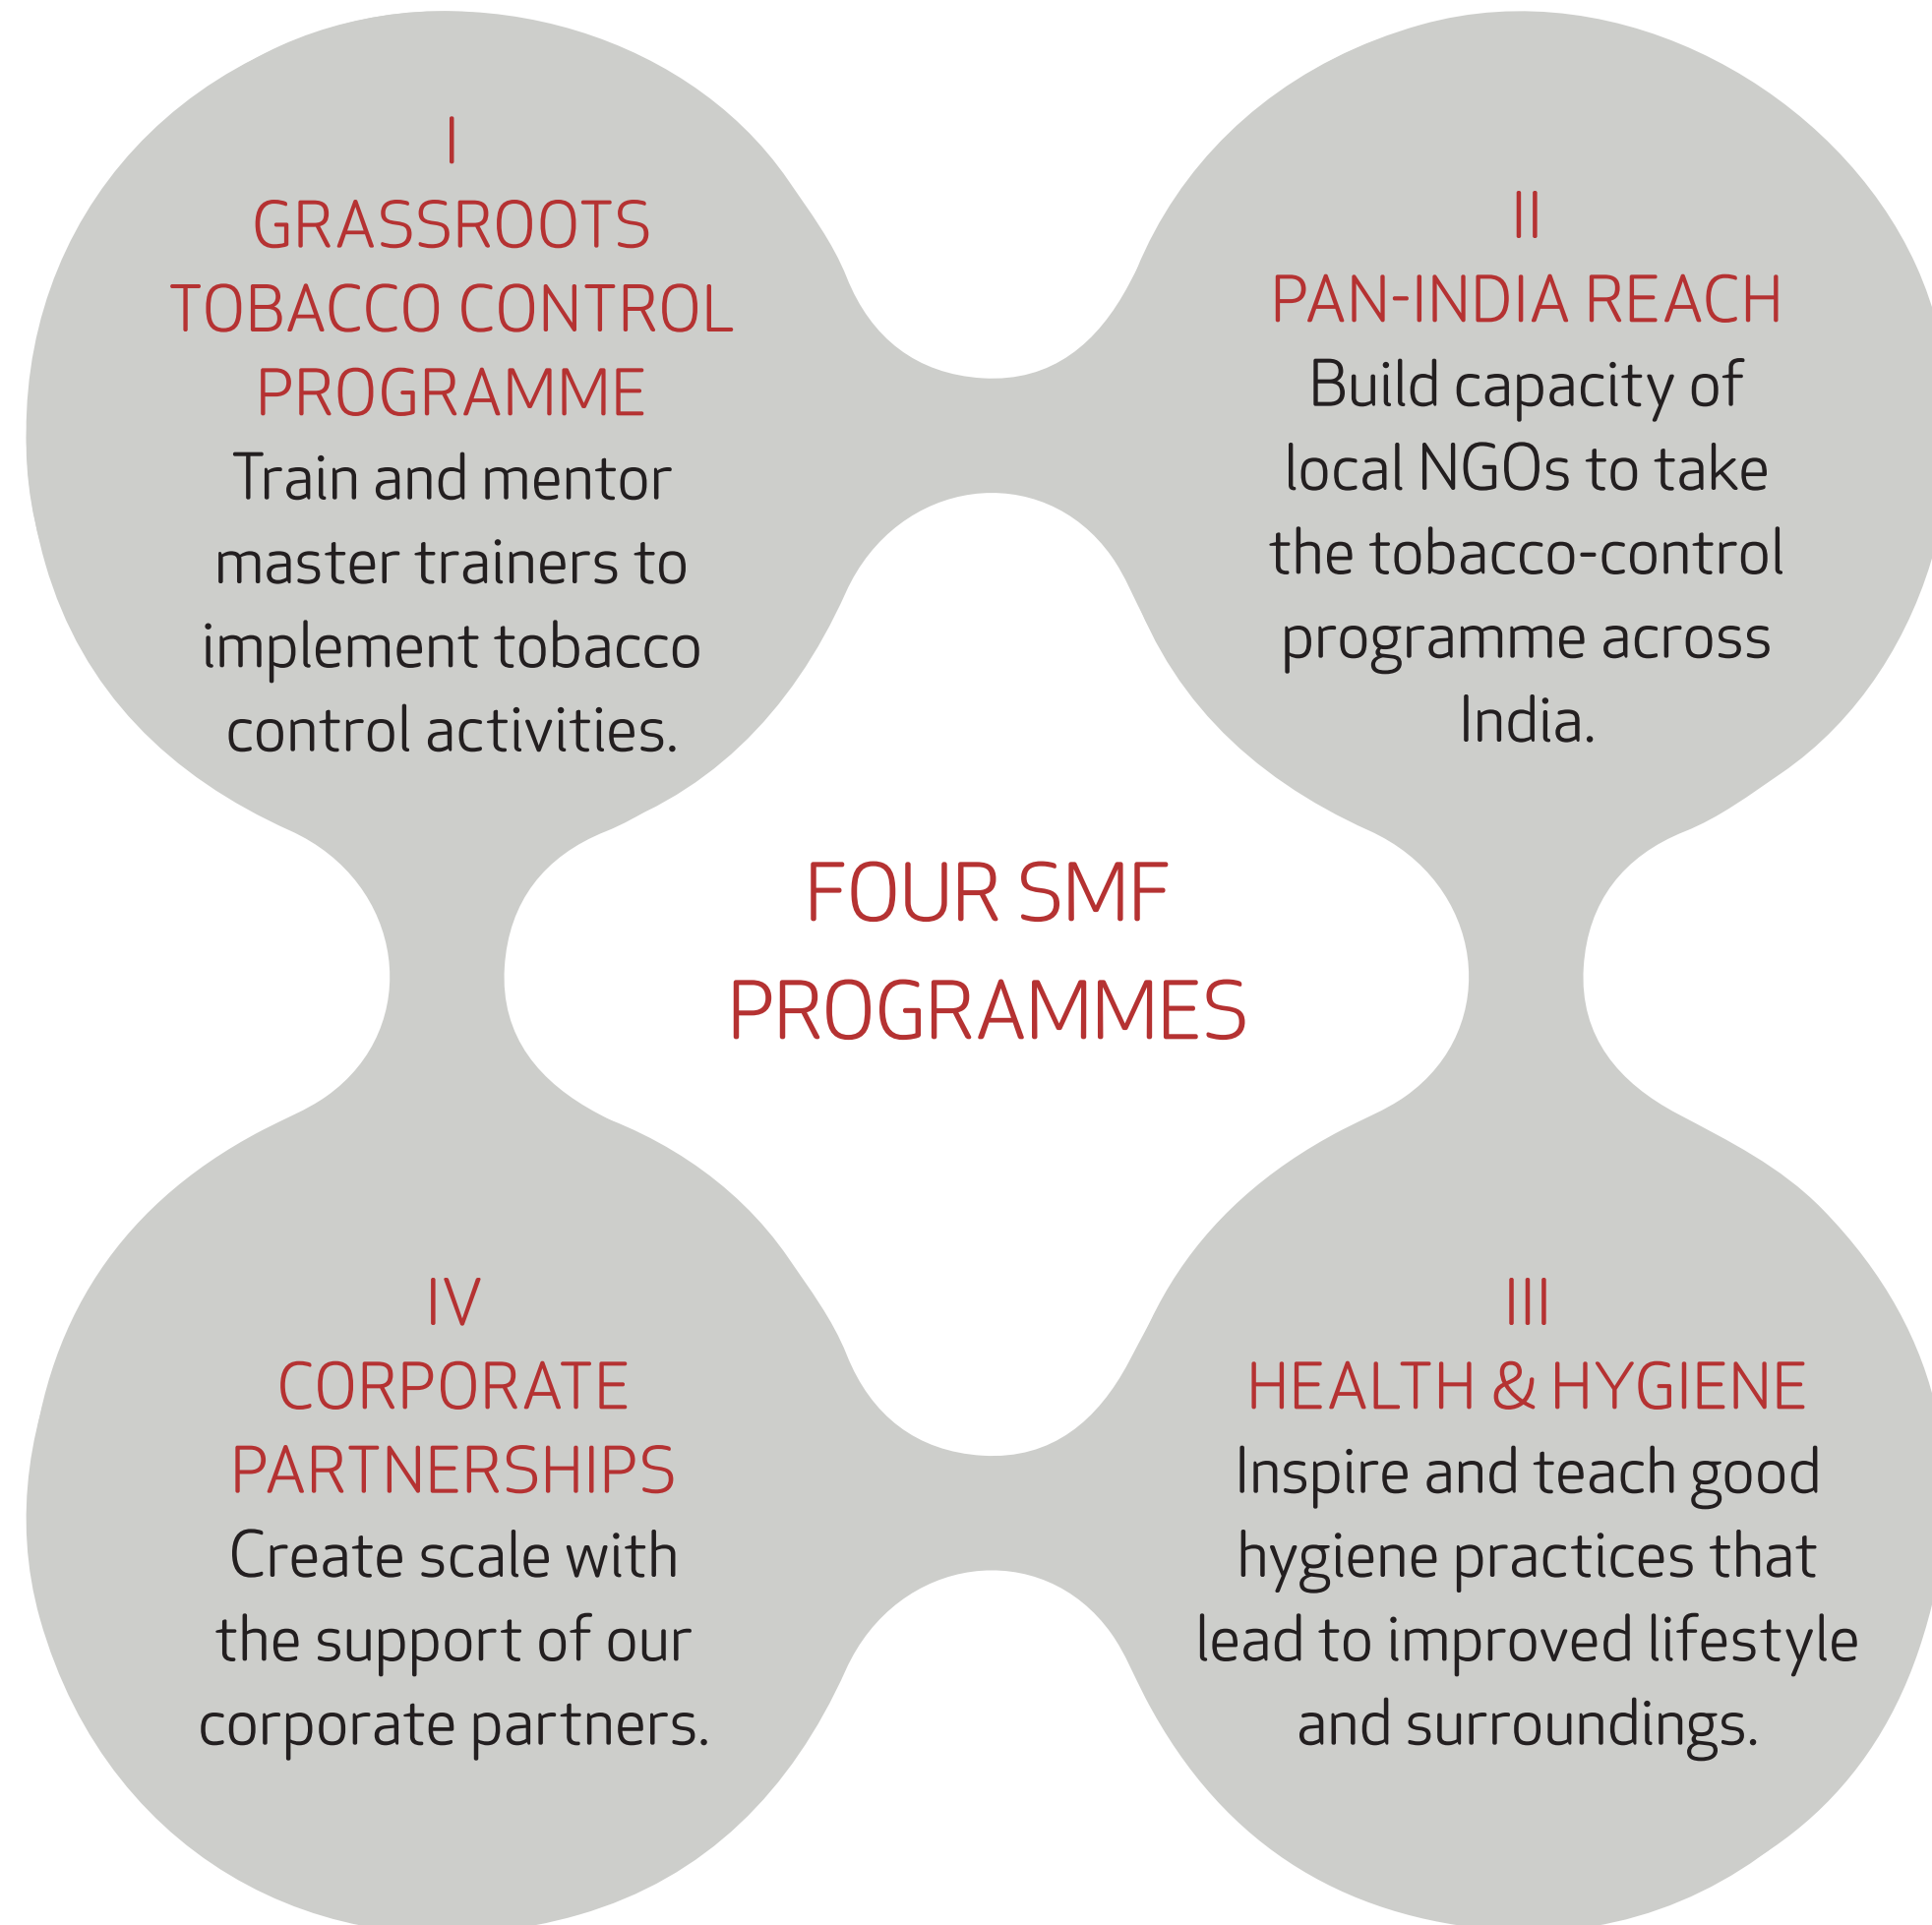 I
GRASSROOTS
TOBACCO CONTROL
PROGRAMME
Train and mentor
master trainers to
implement tobacco
control activities.
II
PAN-INDIA REACH
Build capacity of
local NGOs to take
the tobacco-control
programme across
India.
FOUR SMF
PROGRAMMES
IV
CORPORATE
PARTNERSHIPS
Create scale with
the support of our
corporate partners.
III
HEALTH & HYGIENE
Inspire and teach good
hygiene practices that
lead to improved lifestyle
and surroundings.